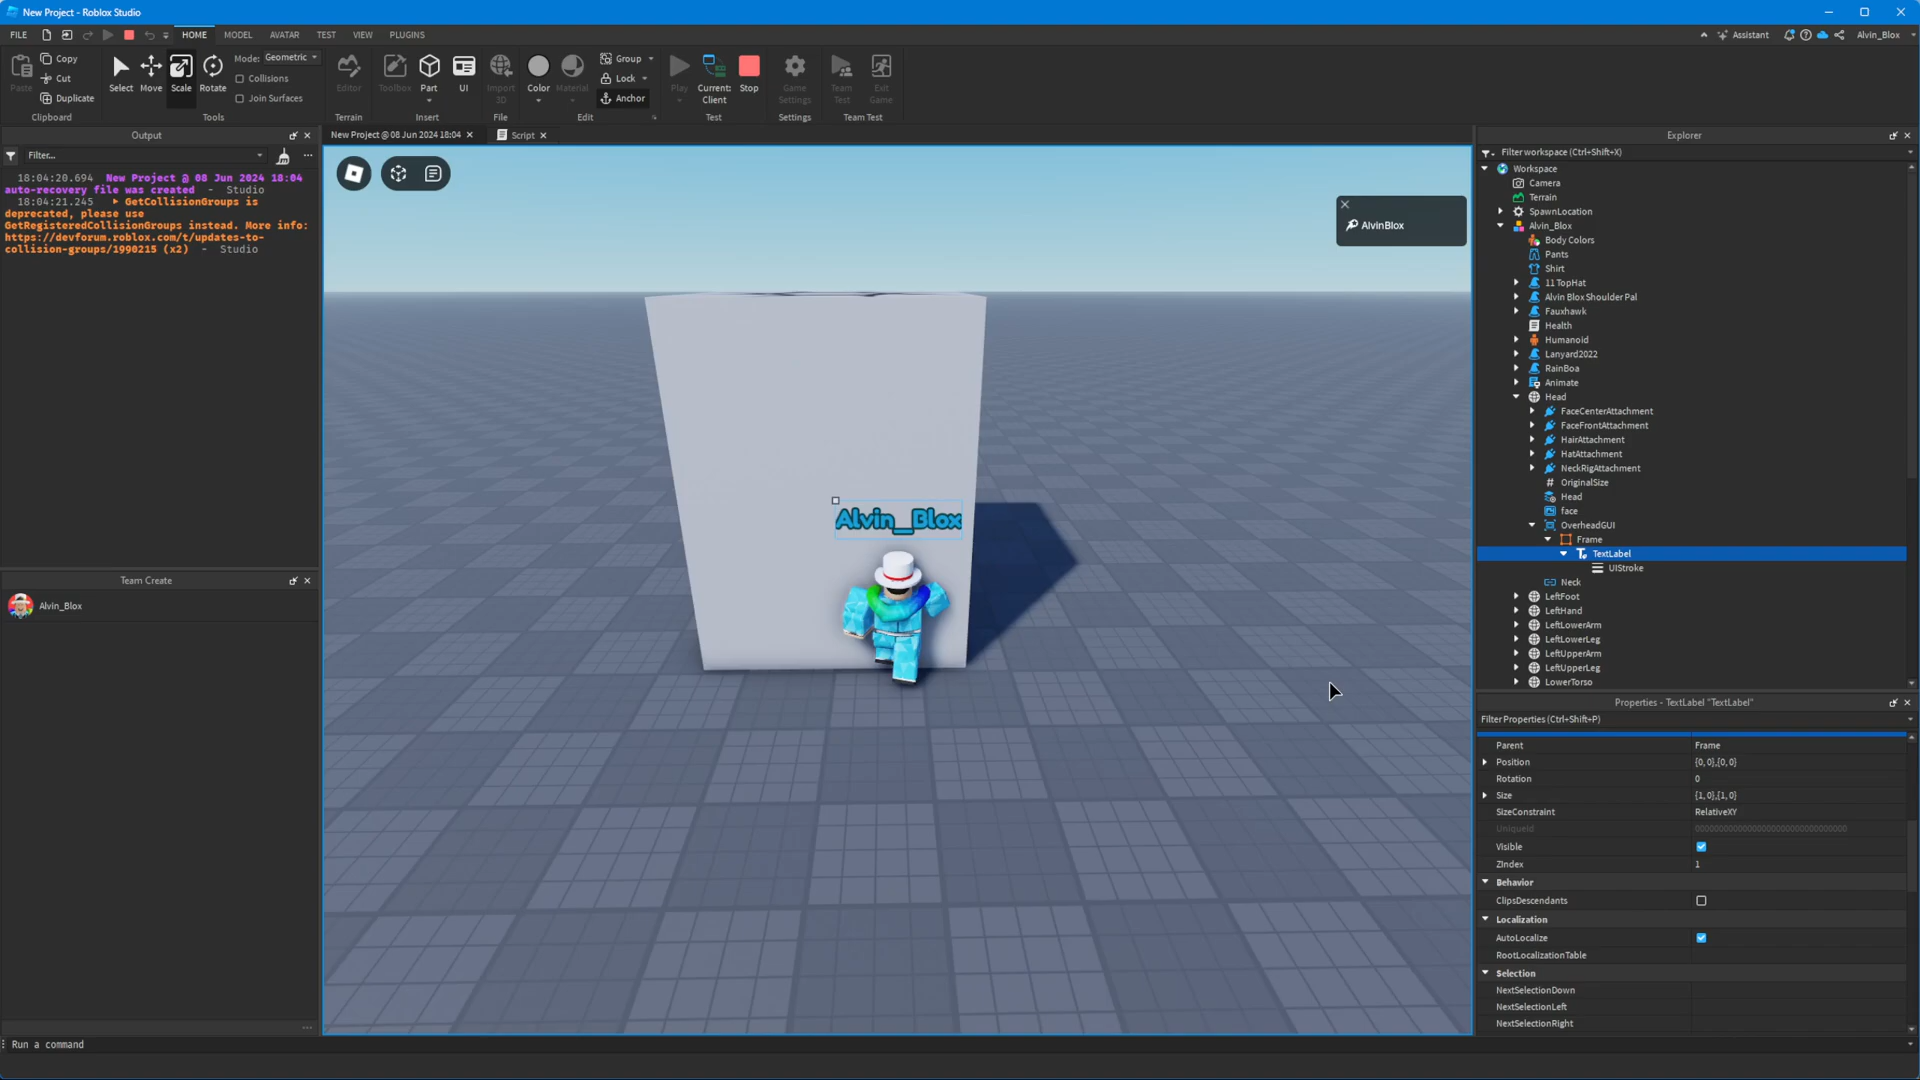 New Project - Roblox Studio
FILE
HOME
MODEL
AVATAR
TEST
VIEW
PLUGINS
Assistant
Alvin_Blox
Paste
Copy
Cut
Duplicate
Clipboard
Select
Move
Scale
Rotate
Mode:
Geometric
Collisions
Join Surfaces
Tools
Editor
Terrain
Toolbox
Part
UI
Insert
Import
3D
File
Color
Material
Group
Lock
Anchor
Edit
Play
Current:
Client
Stop
Test
Game
Settings
Settings
Team
Test
Exit
Game
Team Test
Output
Filter...
18:04:20.694 New Project @ 08 Jun 2024 18:04
auto-recovery file was created - Studio
18:04:21.245 GetCollisionGroups is
deprecated, please use
GetRegisteredCollisionGroups instead. More info:
https://devforum.roblox.com/t/updates-to-
collision-groups/1990215 (x2) - Studio
Team Create
Alvin_Blox
New Project @ 08 Jun 2024 18:04
Script
AlvinBlox
Alvin_Blox
Explorer
Filter workspace (Ctrl+Shift+X)
Workspace
Camera
Terrain
SpawnLocation
Alvin_Blox
Body Colors
Pants
Shirt
11 TopHat
Alvin Blox Shoulder Pal
Fauxhawk
Health
Humanoid
Lanyard2022
RainBoa
Animate
Head
FaceCenterAttachment
FaceFrontAttachment
HairAttachment
HatAttachment
NeckRigAttachment
OriginalSize
Head
face
OverheadGUI
Frame
TextLabel
UIStroke
Neck
LeftFoot
LeftHand
LeftLowerArm
LeftLowerLeg
LeftUpperArm
LeftUpperLeg
LowerTorso
Properties - TextLabel "TextLabel"
Filter Properties (Ctrl+Shift+P)
Parent Frame
Position {0, 0},{0, 0}
Rotation 0
Size {1, 0},{1, 0}
SizeConstraint RelativeXY
UniqueId
Visible
ZIndex 1
Behavior
ClipsDescendants
Localization
AutoLocalize
RootLocalizationTable
Selection
NextSelectionDown
NextSelectionLeft
NextSelectionRight
Run a command